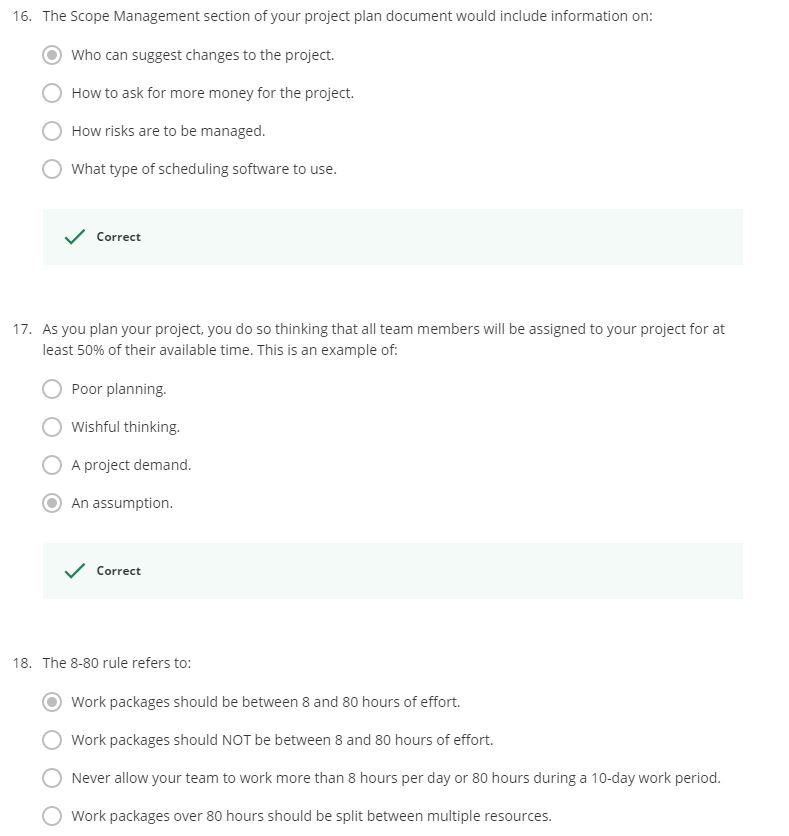 16. The Scope Management section of your project plan document would include information on:
Who can suggest changes to the project.
How to ask for more money for the project.
How risks are to be managed.
What type of scheduling software to use.
Correct
17. As you plan your project, you do so thinking that all team members will be assigned to your project for at
least 50% of their available time. This is an example of:
Poor planning.
Wishful thinking.
A project demand.
An assumption.
Correct
18. The 8-80 rule refers to:
Work packages should be between 8 and 80 hours of effort.
Work packages should NOT be between 8 and 80 hours of effort.
Never allow your team to work more than 8 hours per day or 80 hours during a 10-day work period.
Work packages over 80 hours should be split between multiple resources.